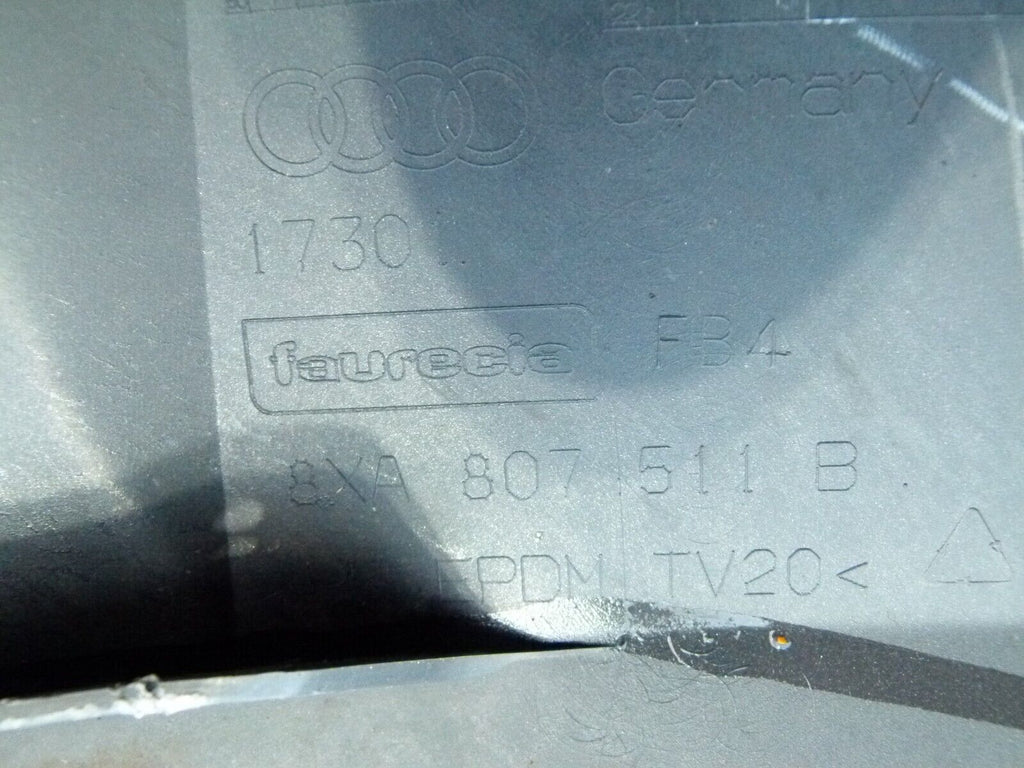 Germany
1730
faurecia FB4
8XA 807 511 B
EPDM TV20<